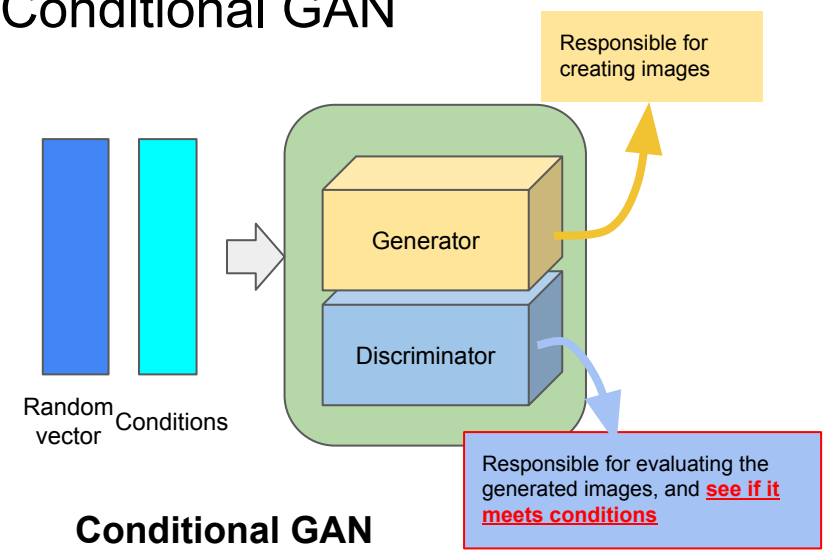 Conditional GAN
Responsible for
creating images
Generator
Discriminator
Random
vector
Conditions
Responsible for evaluating the
generated images, and see if it
meets conditions
Conditional GAN